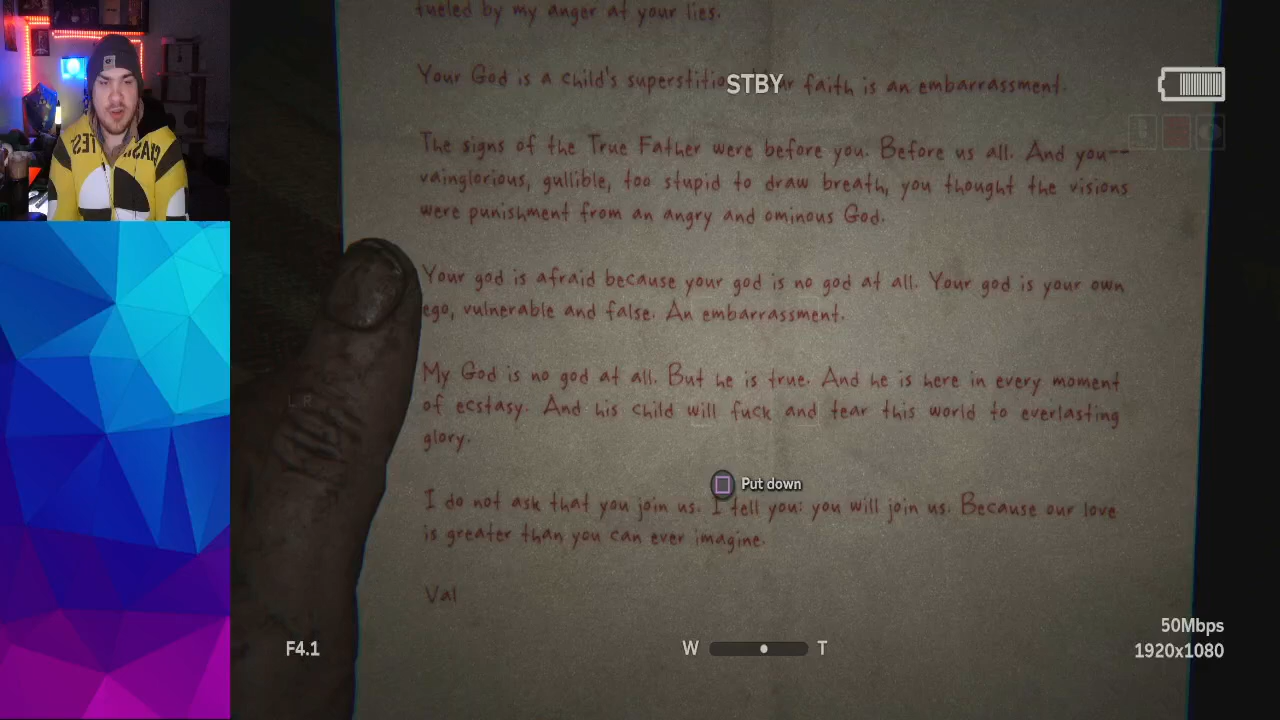 fueled by my anger at your lies.
Your God is a child's superstitio faith is an embarrassment.
STBY
The signs of the True Father were before you. Before us all. And you--
vainglorious, gullible, too stupid to draw breath, you thought the visions
were punishment from an angry and ominous God.
Your god is afraid because your god is no god at all. Your god is your own
ego, vulnerable and false. An embarrassment.
My God is no god at all. But he is true. And he is here in every moment
of ecstasy. And his child will fuck and tear this world to everlasting
glory.
Put down
I do not ask that you join us. I tell you: you will join us. Because our love
is greater than you can ever imagine.
Val
F4.1
W T
50Mbps
1920x1080